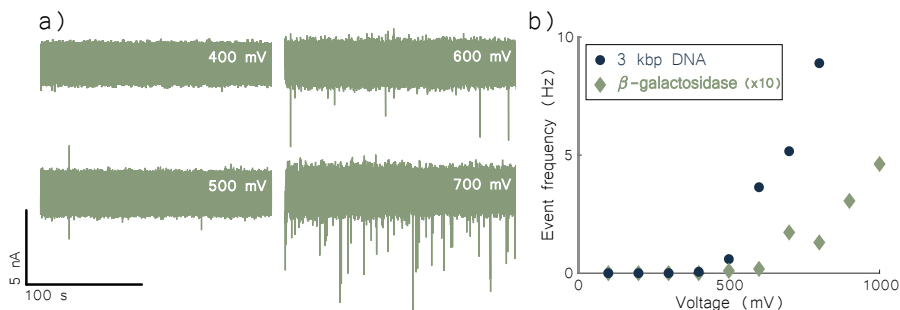 a)
400 mV
600 mV
500 mV
700 mV
5 nA
100 s
b)
10
5
0
Event frequency (Hz)
3 kbp DNA
β-galactosidase (x10)
0
500
1000
Voltage (mV)